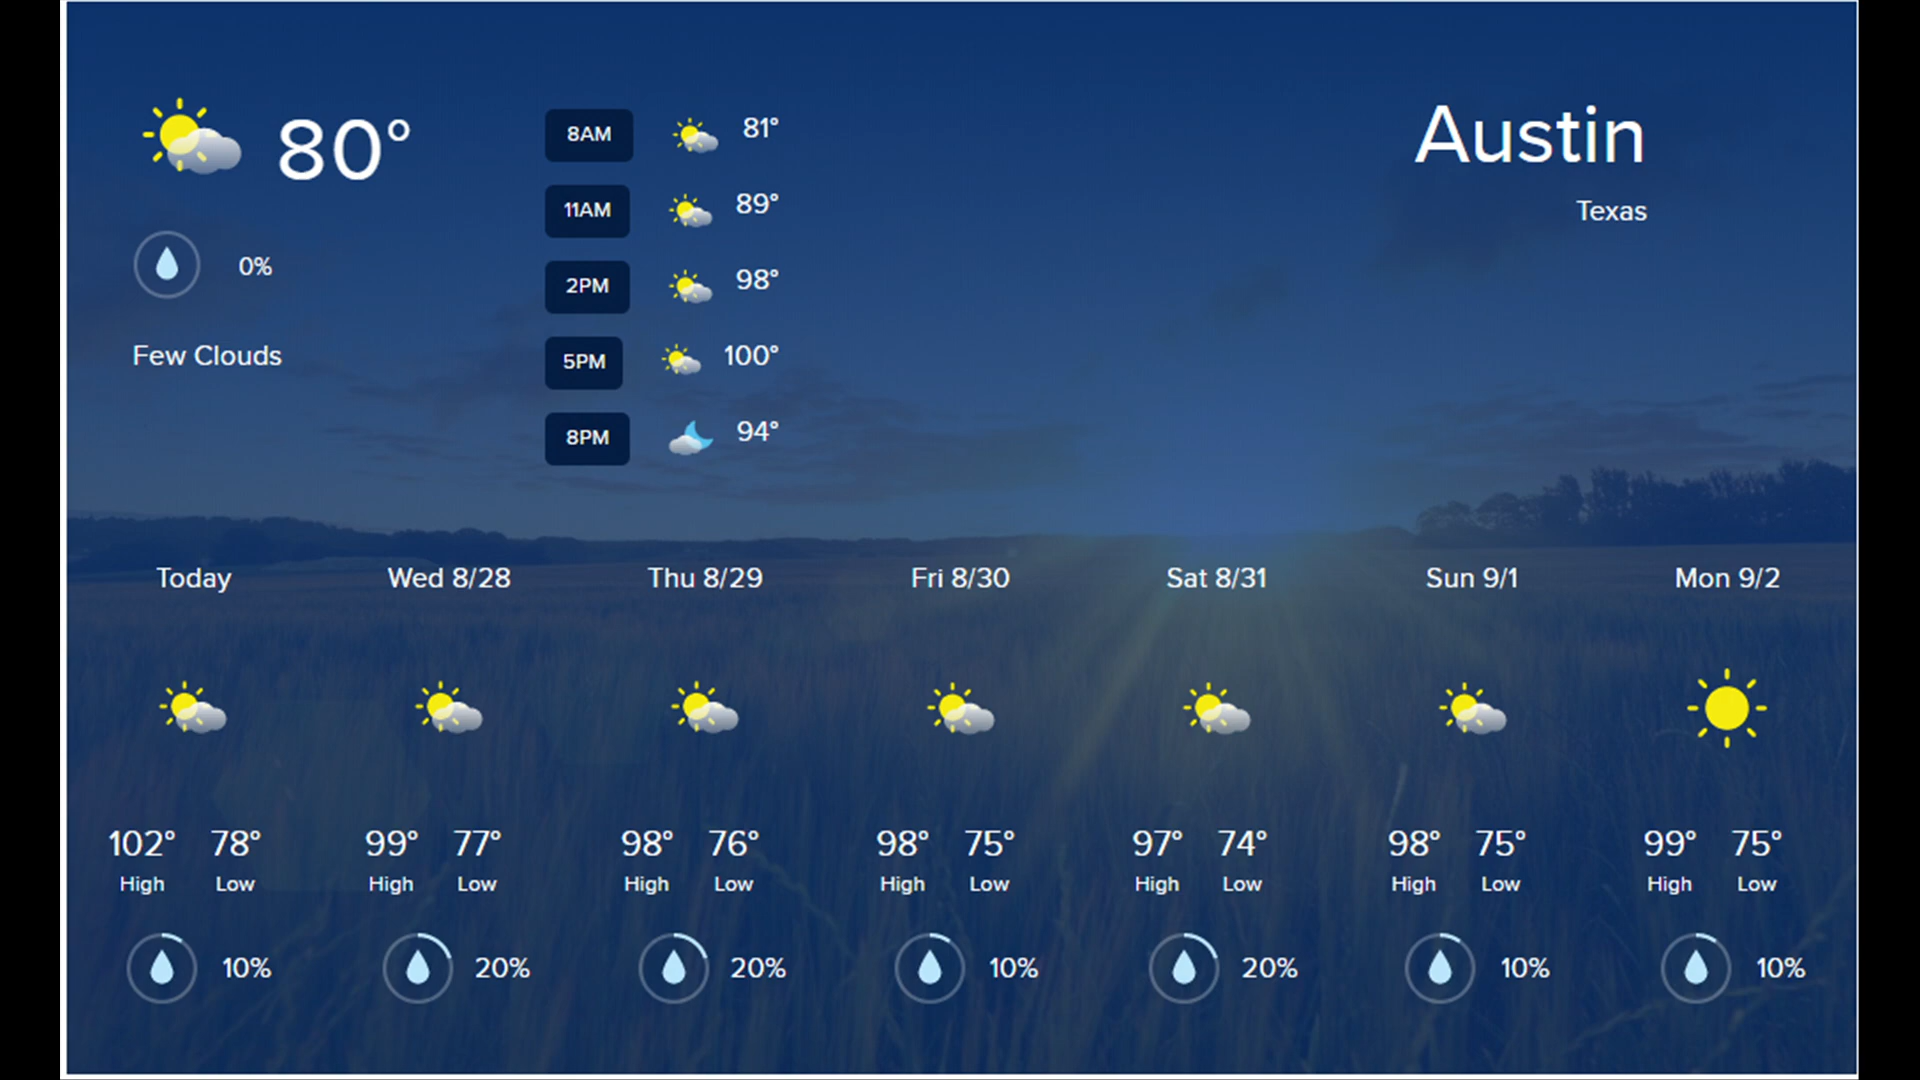 80°
0%
Few Clouds
8AM 81°
11AM 89°
2PM 98°
5PM 100°
8PM 94°
Austin
Texas
Today Wed 8/28 Thu 8/29 Fri 8/30 Sat 8/31 Sun 9/1 Mon 9/2
102° 78° 99° 77° 98° 76° 98° 75° 97° 74° 98° 75° 99° 75°
High Low High Low High Low High Low High Low High Low High Low
10% 20% 20% 10% 20% 10% 10%